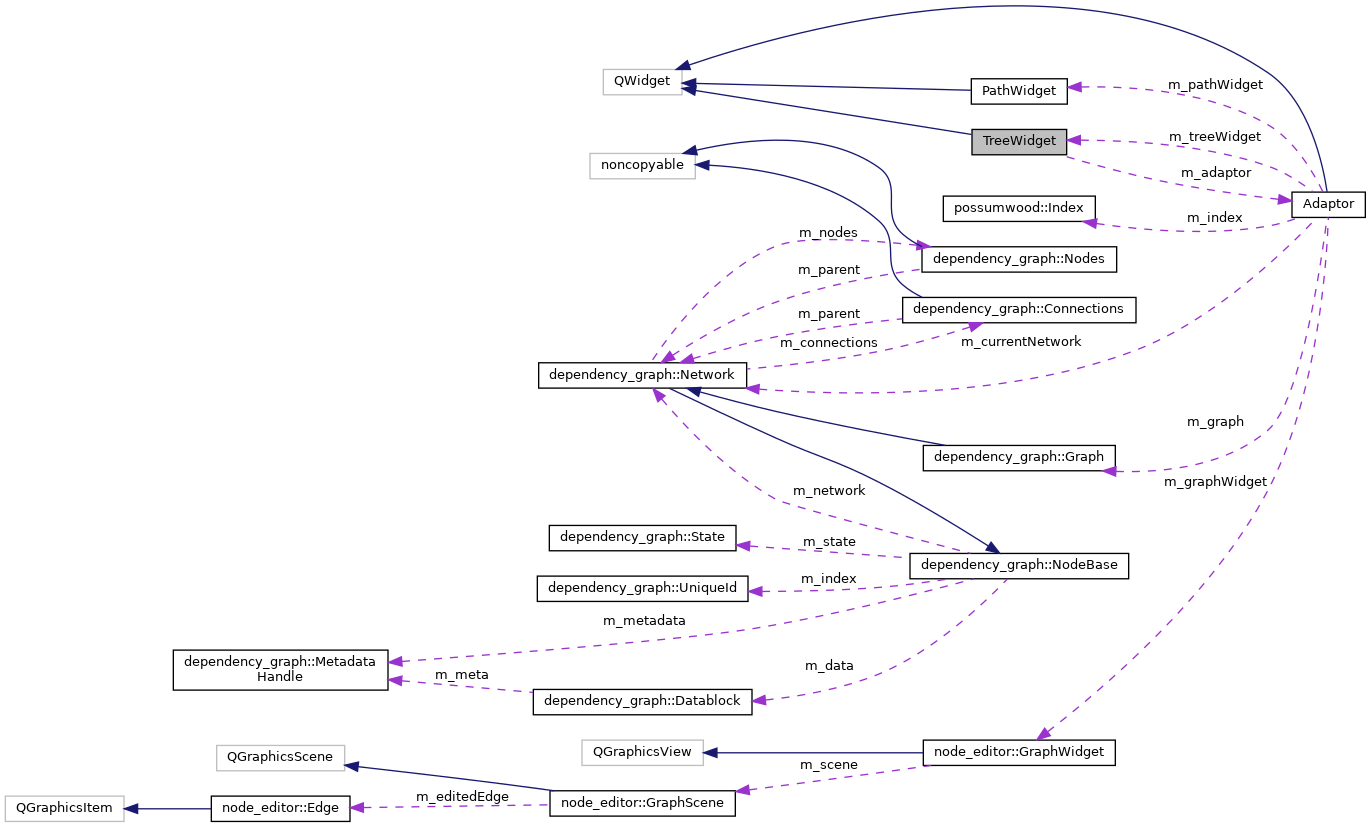 QWidget
PathWidget
m_pathWidget
TreeWidget
m_treeWidget
noncopyable
m_adaptor
possumwood::Index
m_index
Adaptor
m_nodes
dependency_graph::Nodes
m_parent
dependency_graph::Connections
m_parent
m_connections
m_currentNetwork
dependency_graph::Network
m_graph
dependency_graph::Graph
m_graphWidget
m_network
dependency_graph::State
m_state
dependency_graph::NodeBase
dependency_graph::UniqueId
m_index
m_metadata
dependency_graph::Metadata
Handle
m_meta
m_data
dependency_graph::Datablock
QGraphicsScene
QGraphicsView
node_editor::GraphWidget
m_scene
QGraphicsItem
node_editor::Edge
m_editedEdge
node_editor::GraphScene